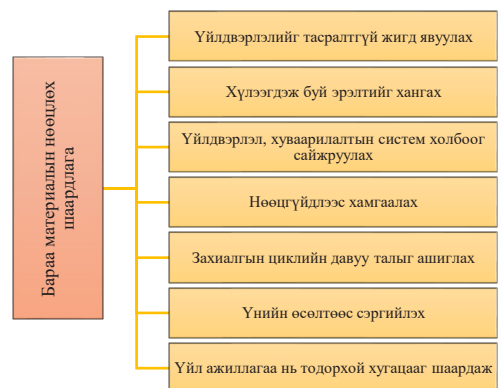 Бараа материалын нөөцлөх
шаардлага
Үйлдвэрлэлийг тасралтгүй жигд явуулах
Хүлээгдэж буй эрэлтийг хангах
Үйлдвэрлэл, хуваарилалтын систем холбоог
сайжруулах
Нөөцгүйдлээс хамгаалах
Захиалгын циклийн давуу талыг ашиглах
Үнийн өсөлтөөс сэргийлэх
Үйл ажиллагаа нь тодорхой хугацааг шаардаж